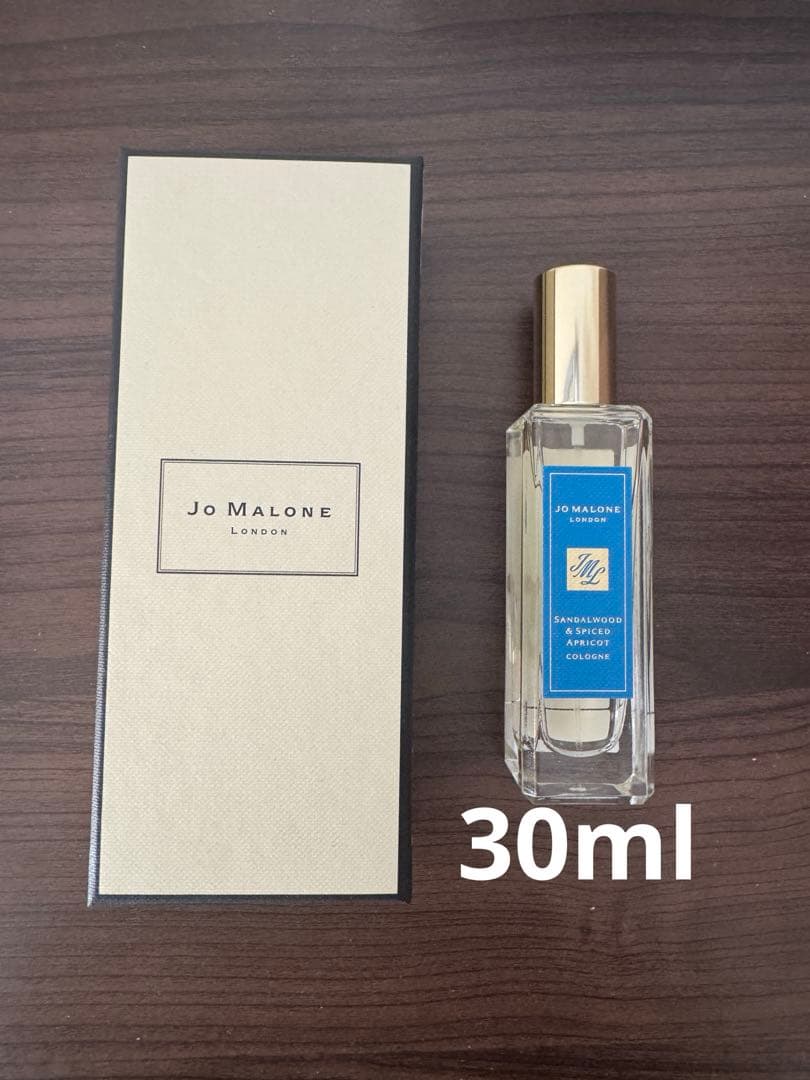 JO MALONE
LONDON
JO MALONE
LONDON
JML
SANDALWOOD
& SPICED
APRICOT
COLOGNE
30ml